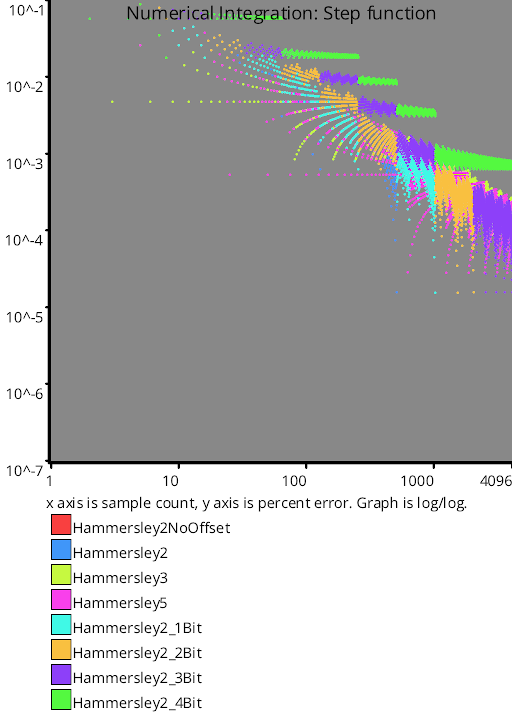 Numerical Integration: Step function
10^-1
10^-2
10^-3
10^-4
10^-5
10^-6
10^-7
1 10 100 1000 4096
x axis is sample count, y axis is percent error. Graph is log/log.
Hammersley2NoOffset
Hammersley2
Hammersley3
Hammersley5
Hammersley2_1Bit
Hammersley2_2Bit
Hammersley2_3Bit
Hammersley2_4Bit